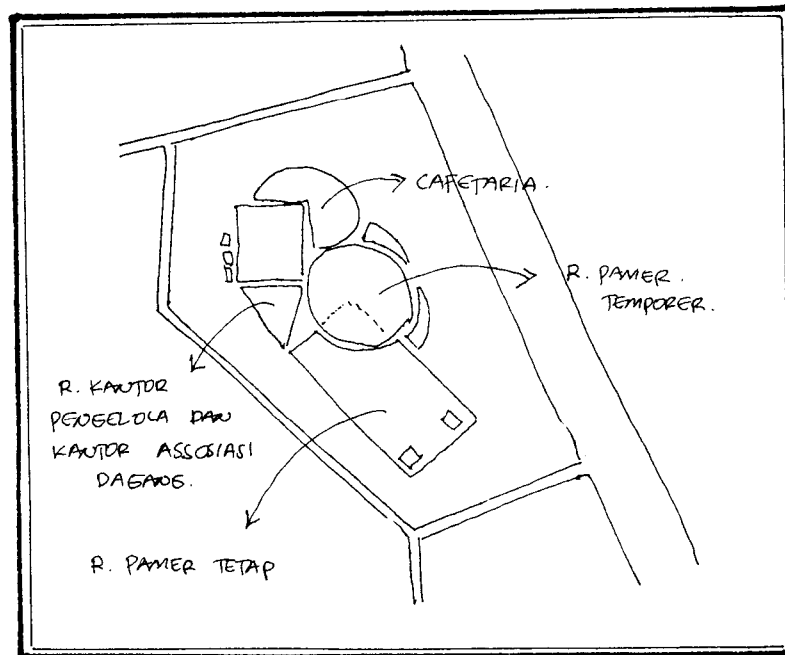 CAFETARIA.
R. PAMER.
TEMPORER.
R. KANTOR
PENGELOLA DAN
KANTOR ASSOSIASI
DAGANG.
R. PAMER TETAP